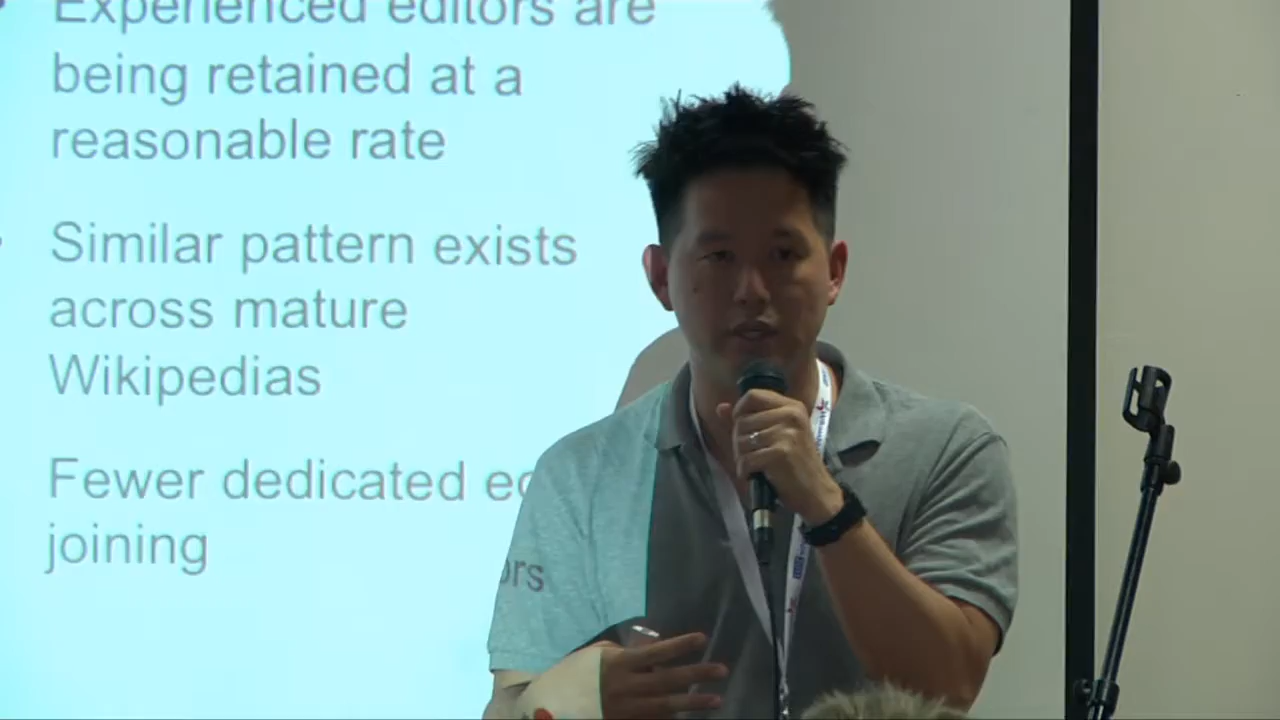 Experienced editors are
being retained at a
reasonable rate
Similar pattern exists
across mature
Wikipedias
Fewer dedicated
joining